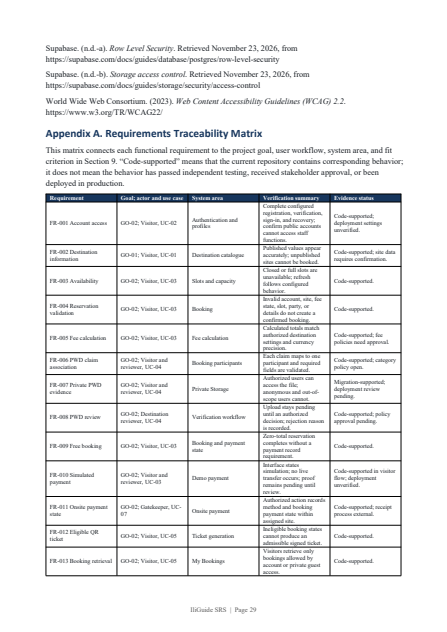 Supabase. (n.d.-a). Row Level Security. Retrieved November 23, 2026, from
https://supabase.com/docs/guides/database/postgres/row-level-security
Supabase. (n.d.-b). Storage access control. Retrieved November 23, 2026, from
https://supabase.com/docs/guides/storage/security/access-control
World Wide Web Consortium. (2023). Web Content Accessibility Guidelines (WCAG) 2.2.
https://www.w3.org/TR/WCAG22/
Appendix A. Requirements Traceability Matrix
This matrix connects each functional requirement to the project goal, user workflow, system area, and fit
criterion in Section 9. “Code-supported” means that the current repository contains corresponding behavior;
it does not mean the behavior has passed independent testing, received stakeholder approval, or been
deployed in production.
Requirement Goal; actor and use case System area Verification summary Evidence status
FR-001 Account access GO-02; Visitor, UC-02 Authentication and profiles Complete configured registration, verification, sign-in, and recovery; confirm public accounts cannot access staff functions. Code-supported; deployment settings unverified.
FR-002 Destination information GO-01; Visitor, UC-01 Destination catalogue Published values appear accurately; unpublished sites cannot be booked. Code-supported; site data requires confirmation.
FR-003 Availability GO-02; Visitor, UC-03 Slots and capacity Closed or full slots are unavailable; refresh follows configured behavior. Code-supported.
FR-004 Reservation validation GO-02; Visitor, UC-03 Booking Invalid account, site, fee state, slot, party, or details do not create a confirmed booking. Code-supported.
FR-005 Fee calculation GO-02; Visitor, UC-03 Fee calculation Calculated totals match authorized destination settings and currency precision. Code-supported; fee policies need approval.
FR-006 PWD claim association GO-02; Visitor and reviewer, UC-04 Booking participants Each claim maps to one participant and required fields are validated. Code-supported; category policy open.
FR-007 Private PWD evidence GO-02; Visitor and reviewer, UC-04 Private Storage Authorized users can access the file; anonymous and out-of-scope users cannot. Migration-supported; deployment review pending.
FR-008 PWD review GO-02; Destination reviewer, UC-04 Verification workflow Upload stays pending until an authorized decision; rejection reason is recorded. Code-supported; policy approval pending.
FR-009 Free booking GO-02; Visitor, UC-03 Booking and payment state Zero-total reservation completes without a payment record requirement. Code-supported.
FR-010 Simulated payment GO-02; Visitor and reviewer, UC-03 Demo payment Interface states simulation; no live transfer occurs; proof remains pending until review. Code-supported in visitor flow; deployment unverified.
FR-011 Onsite payment state GO-02; Gatekeeper, UC-07 Onsite payment Authorized action records method and booking payment state within assigned site. Code-supported; receipt process external.
FR-012 Eligible QR ticket GO-02; Visitor, UC-05 Ticket generation Ineligible booking states cannot produce an admissible signed ticket. Code-supported.
FR-013 Booking retrieval GO-02; Visitor, UC-05 My Bookings Visitors retrieve only bookings allowed by account or private guest access. Code-supported.
IliGuide SRS | Page 29